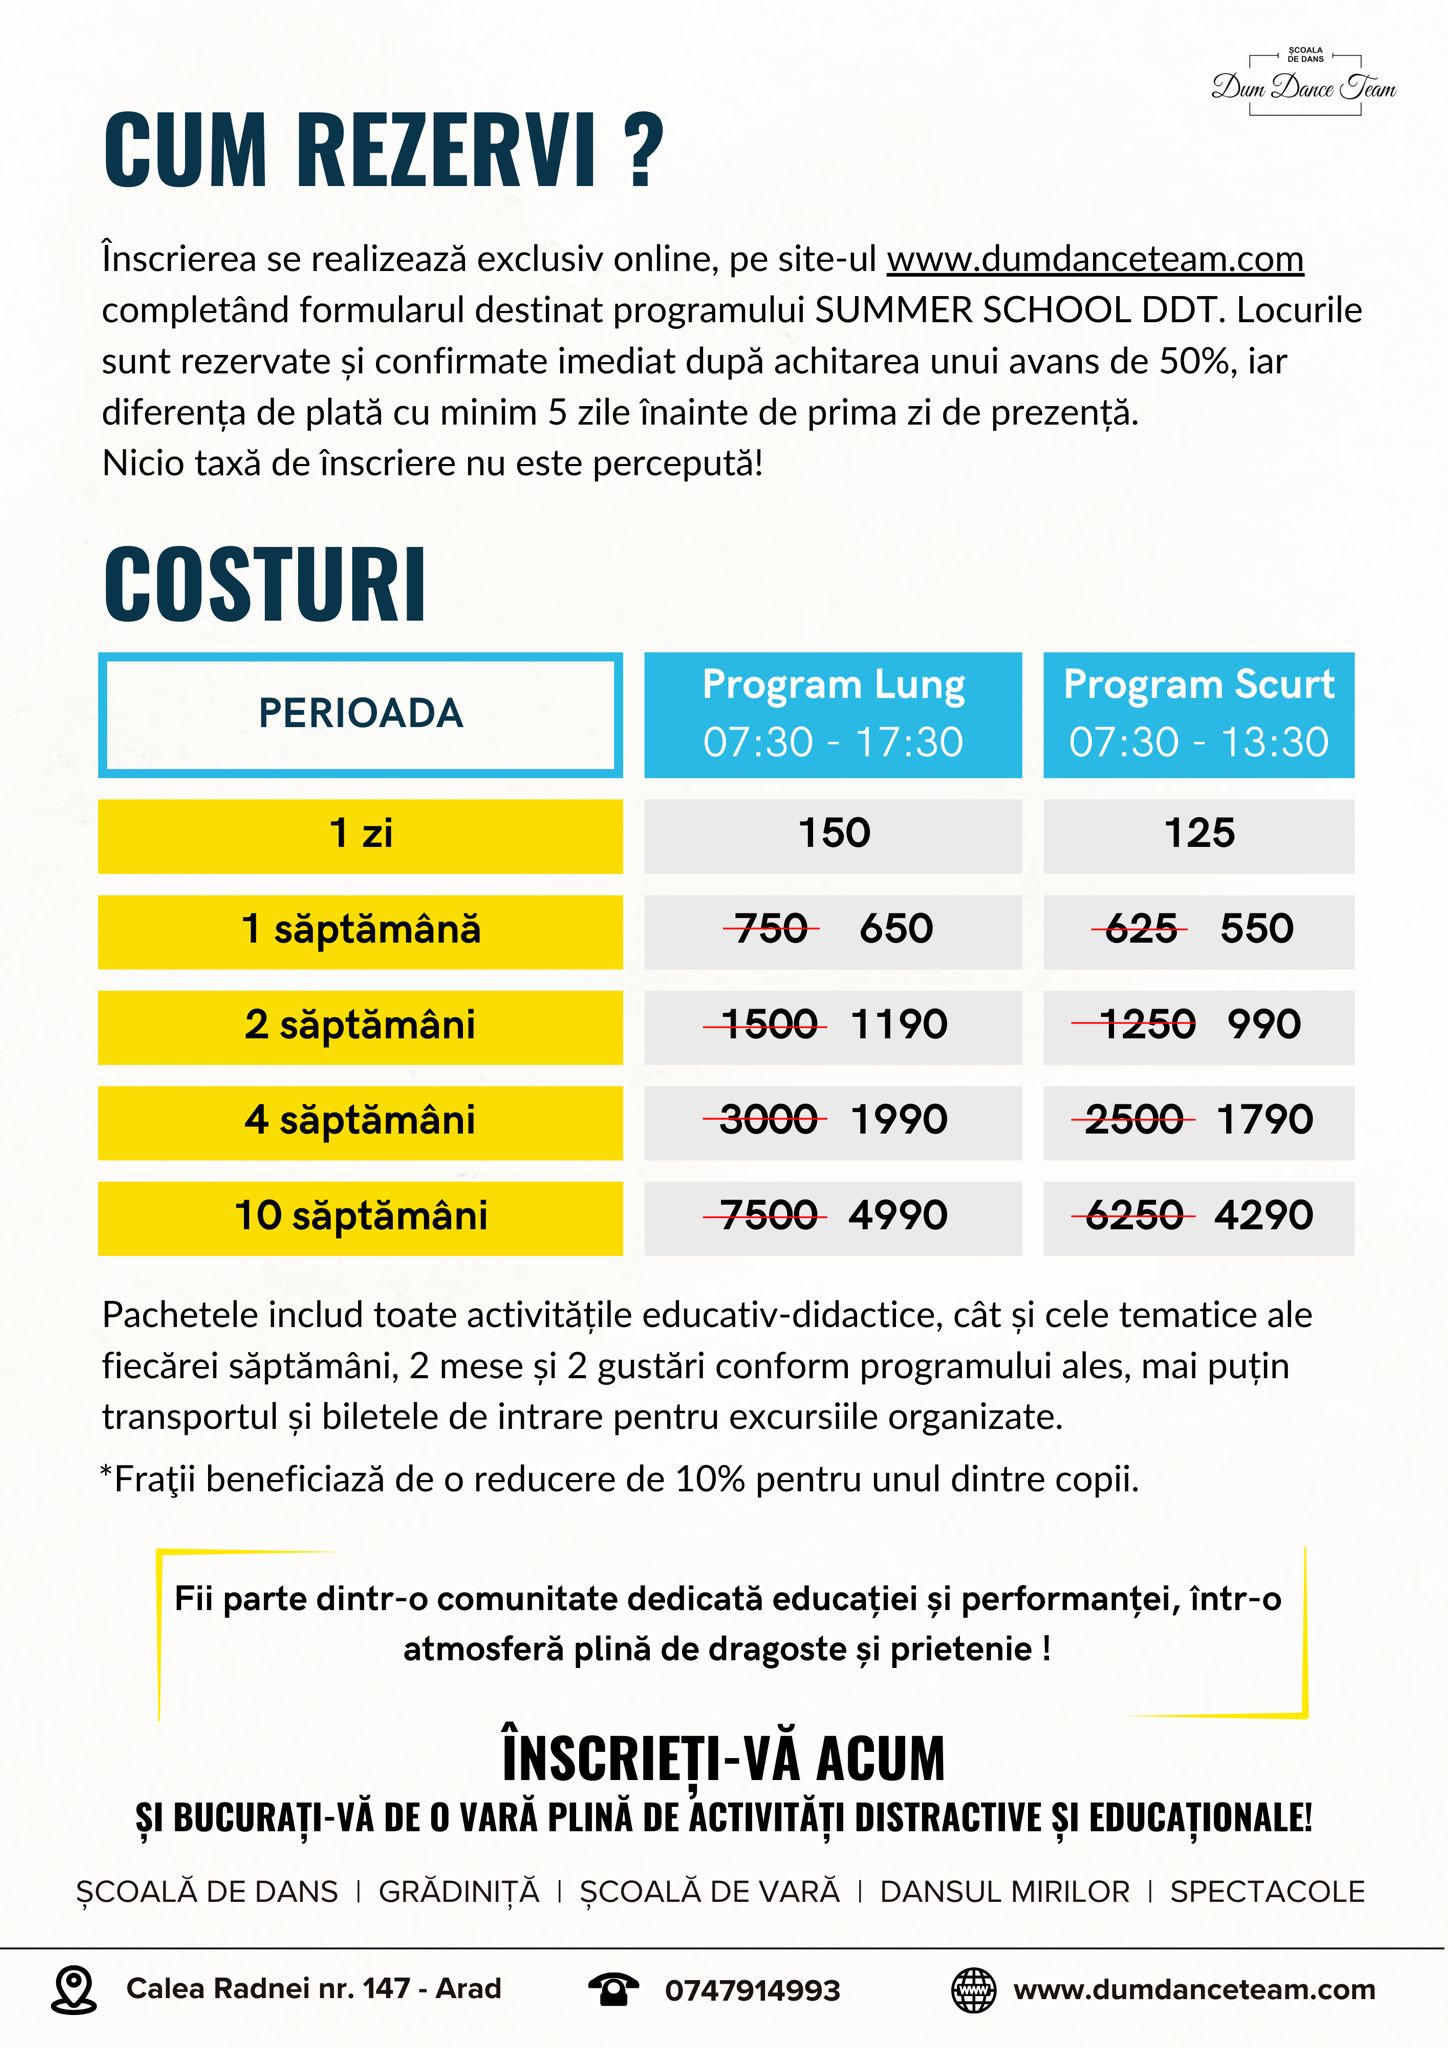 ȘCOALA
DE DANS
Dum Dance Team
CUM REZERVI ?
Înscrierea se realizează exclusiv online, pe site-ul www.dumdanceteam.com
completând formularul destinat programului SUMMER SCHOOL DDT. Locurile
sunt rezervate și confirmate imediat după achitarea unui avans de 50%, iar
diferența de plată cu minim 5 zile înainte de prima zi de prezență.
Nicio taxă de înscriere nu este percepută!
COSTURI
PERIOADA
Program Lung
07:30 - 17:30
Program Scurt
07:30 - 13:30
1 zi 150 125
1 săptămână 750 650 625 550
2 săptămâni 1500 1190 1250 990
4 săptămâni 3000 1990 2500 1790
10 săptămâni 7500 4990 6250 4290
Pachetele includ toate activitățile educativ-didactice, cât și cele tematice ale
fiecărei săptămâni, 2 mese și 2 gustări conform programului ales, mai puțin
transportul și biletele de intrare pentru excursiile organizate.
*Fraţii beneficiază de o reducere de 10% pentru unul dintre copii.
Fii parte dintr-o comunitate dedicată educației și performanței, într-o
atmosferă plină de dragoste și prietenie !
ÎNSCRIEȚI-VĂ ACUM
ȘI BUCURAȚI-VĂ DE O VARĂ PLINĂ DE ACTIVITĂȚI DISTRACTIVE ȘI EDUCAȚIONALE!
ȘCOALĂ DE DANS | GRĂDINIȚĂ | ȘCOALĂ DE VARĂ | DANSUL MIRILOR | SPECTACOLE
Calea Radnei nr. 147 - Arad 0747914993 www.dumdanceteam.com